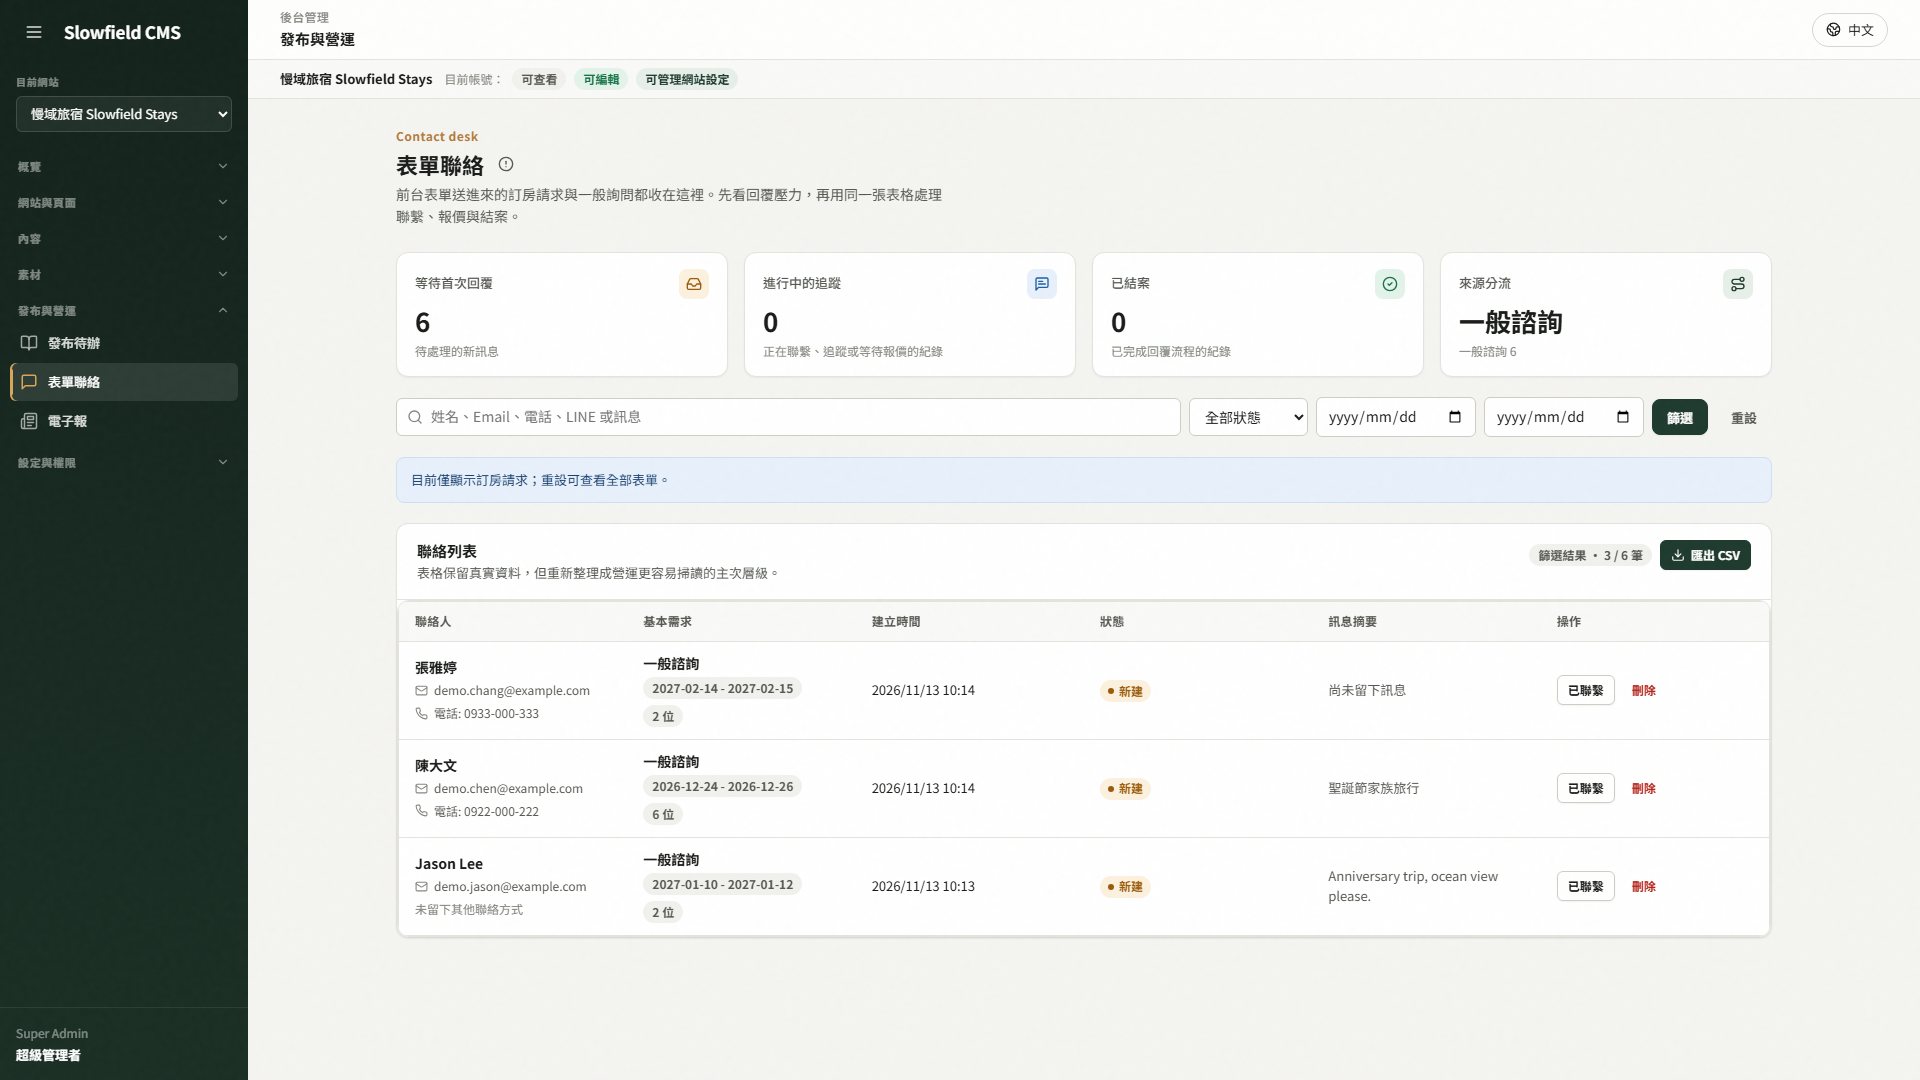 Slowfield CMS
目前網站
慢域旅宿 Slowfield Stays
概覽
網站與頁面
內容
素材
發布與營運
發布待辦
表單聯絡
電子報
設定與權限
Super Admin
超級管理者
後台管理
發布與營運
中文
慢域旅宿 Slowfield Stays 目前帳號： 可查看 可編輯 可管理網站設定
Contact desk
表單聯絡
前台表單送進來的訂房請求與一般詢問都收在這裡。先看回覆壓力，再用同一張表格處理
聯繫、報價與結案。
等待首次回覆
6
待處理的新訊息
進行中的追蹤
0
正在聯繫、追蹤或等待報價的紀錄
已結案
0
已完成回覆流程的紀錄
來源分流
一般諮詢
一般諮詢 6
姓名、Email、電話、LINE 或訊息 全部狀態 yyyy/mm/dd yyyy/mm/dd 篩選 重設
目前僅顯示訂房請求；重設可查看全部表單。
聯絡列表
表格保留真實資料，但重新整理成營運更容易掃讀的主次層級。
篩選結果 • 3 / 6 筆 匯出 CSV
聯絡人 基本需求 建立時間 狀態 訊息摘要 操作
張雅婷
demo.chang@example.com
電話: 0933-000-333
一般諮詢
2027-02-14 - 2027-02-15
2 位
2026/11/13 10:14
新建
尚未留下訊息
已聯繫 刪除
陳大文
demo.chen@example.com
電話: 0922-000-222
一般諮詢
2026-12-24 - 2026-12-26
6 位
2026/11/13 10:14
新建
聖誕節家族旅行
已聯繫 刪除
Jason Lee
demo.jason@example.com
未留下其他聯絡方式
一般諮詢
2027-01-10 - 2027-01-12
2 位
2026/11/13 10:13
新建
Anniversary trip, ocean view
please.
已聯繫 刪除